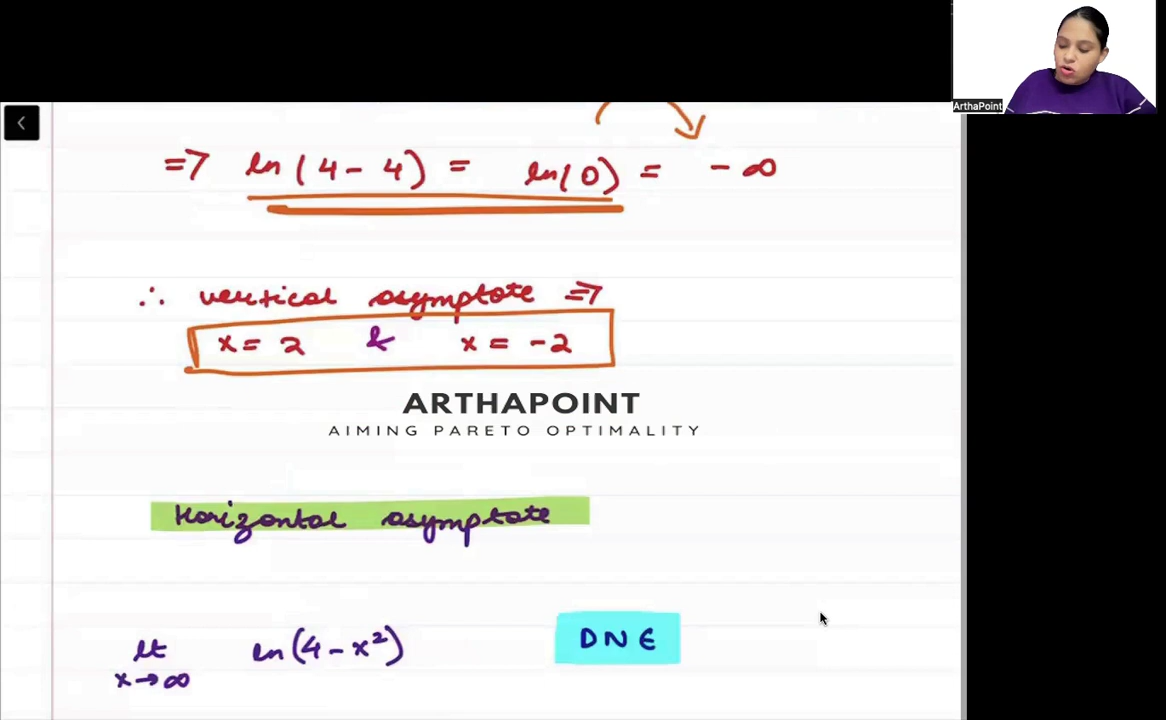 ArthaPoint
=> ln(4-4) = ln(0) = -∞
∴ vertical asymptote =>
x = 2 & x = -2
ARTHAPOINT
AIMING PARETO OPTIMALITY
Horizontal asymptote
lt ln(4-x²) DNE
x→∞